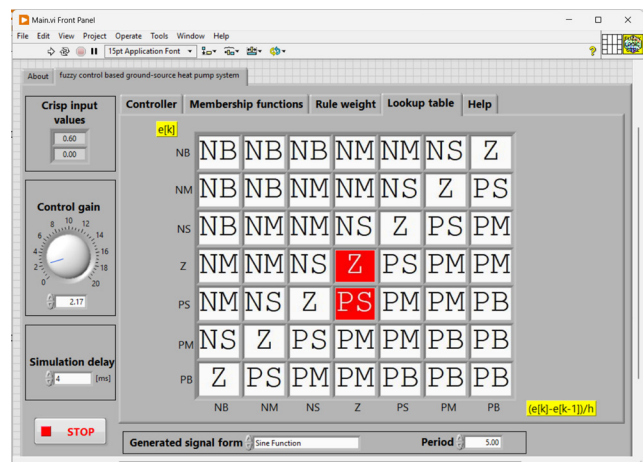 Main.vi Front Panel
File Edit View Project Operate Tools Window Help
15pt Application Font
About fuzzy control based ground-source heat pump system
Crisp input values
0.60
0.00
Control gain
0 2 4 6 8 10 12 14 16 18 20
2.17
Simulation delay
4 [ms]
STOP
Controller Membership functions Rule weight Lookup table Help
e[k]
NB NB NB NB NM NM NS Z
NM NB NB NM NM NS Z PS
NS NB NM NM NS Z PS PM
Z NM NM NS Z PS PM PM
PS NM NS Z PS PM PM PB
PM NS Z PS PM PM PB PB
PB Z PS PM PM PB PB PB
NB NM NS Z PS PM PB (e[k]-e[k-1])/h
Generated signal form Sine Function Period 5.00